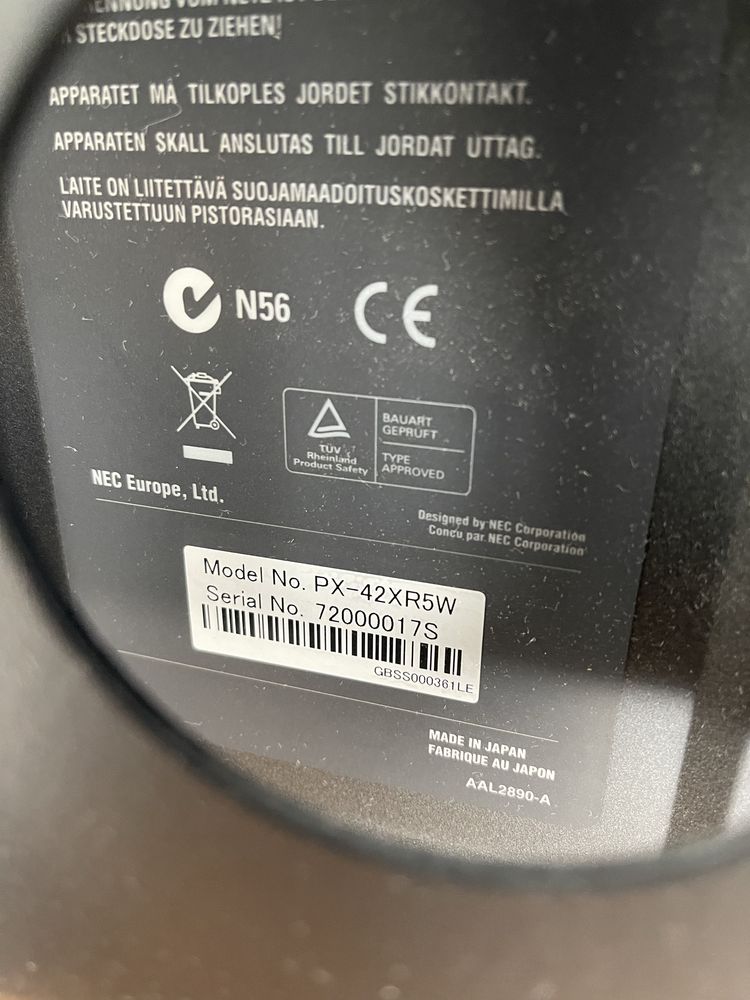 STECKDOSE ZU ZIEHEN!
APPARATET MÅ TILKOPLES JORDET STIKKONTAKT.
APPARATEN SKALL ANSLUTAS TILL JORDAT UTTAG.
LAITE ON LIITETTÄVÄ SUOJAMAADOITUSKOSKETTIMILLA
VARUSTETTUUN PISTORASIAAN.
N56
CE
TÜV
Rheinland
Product Safety
BAUART
GEPRÜFT
TYPE
APPROVED
NEC Europe, Ltd.
Designed by NEC Corporation
Concu par NEC Corporation
Model No. PX-42XR5W
Serial No. 72000017S
GBSS000361LE
MADE IN JAPAN
FABRIQUE AU JAPON
AAL2890-A